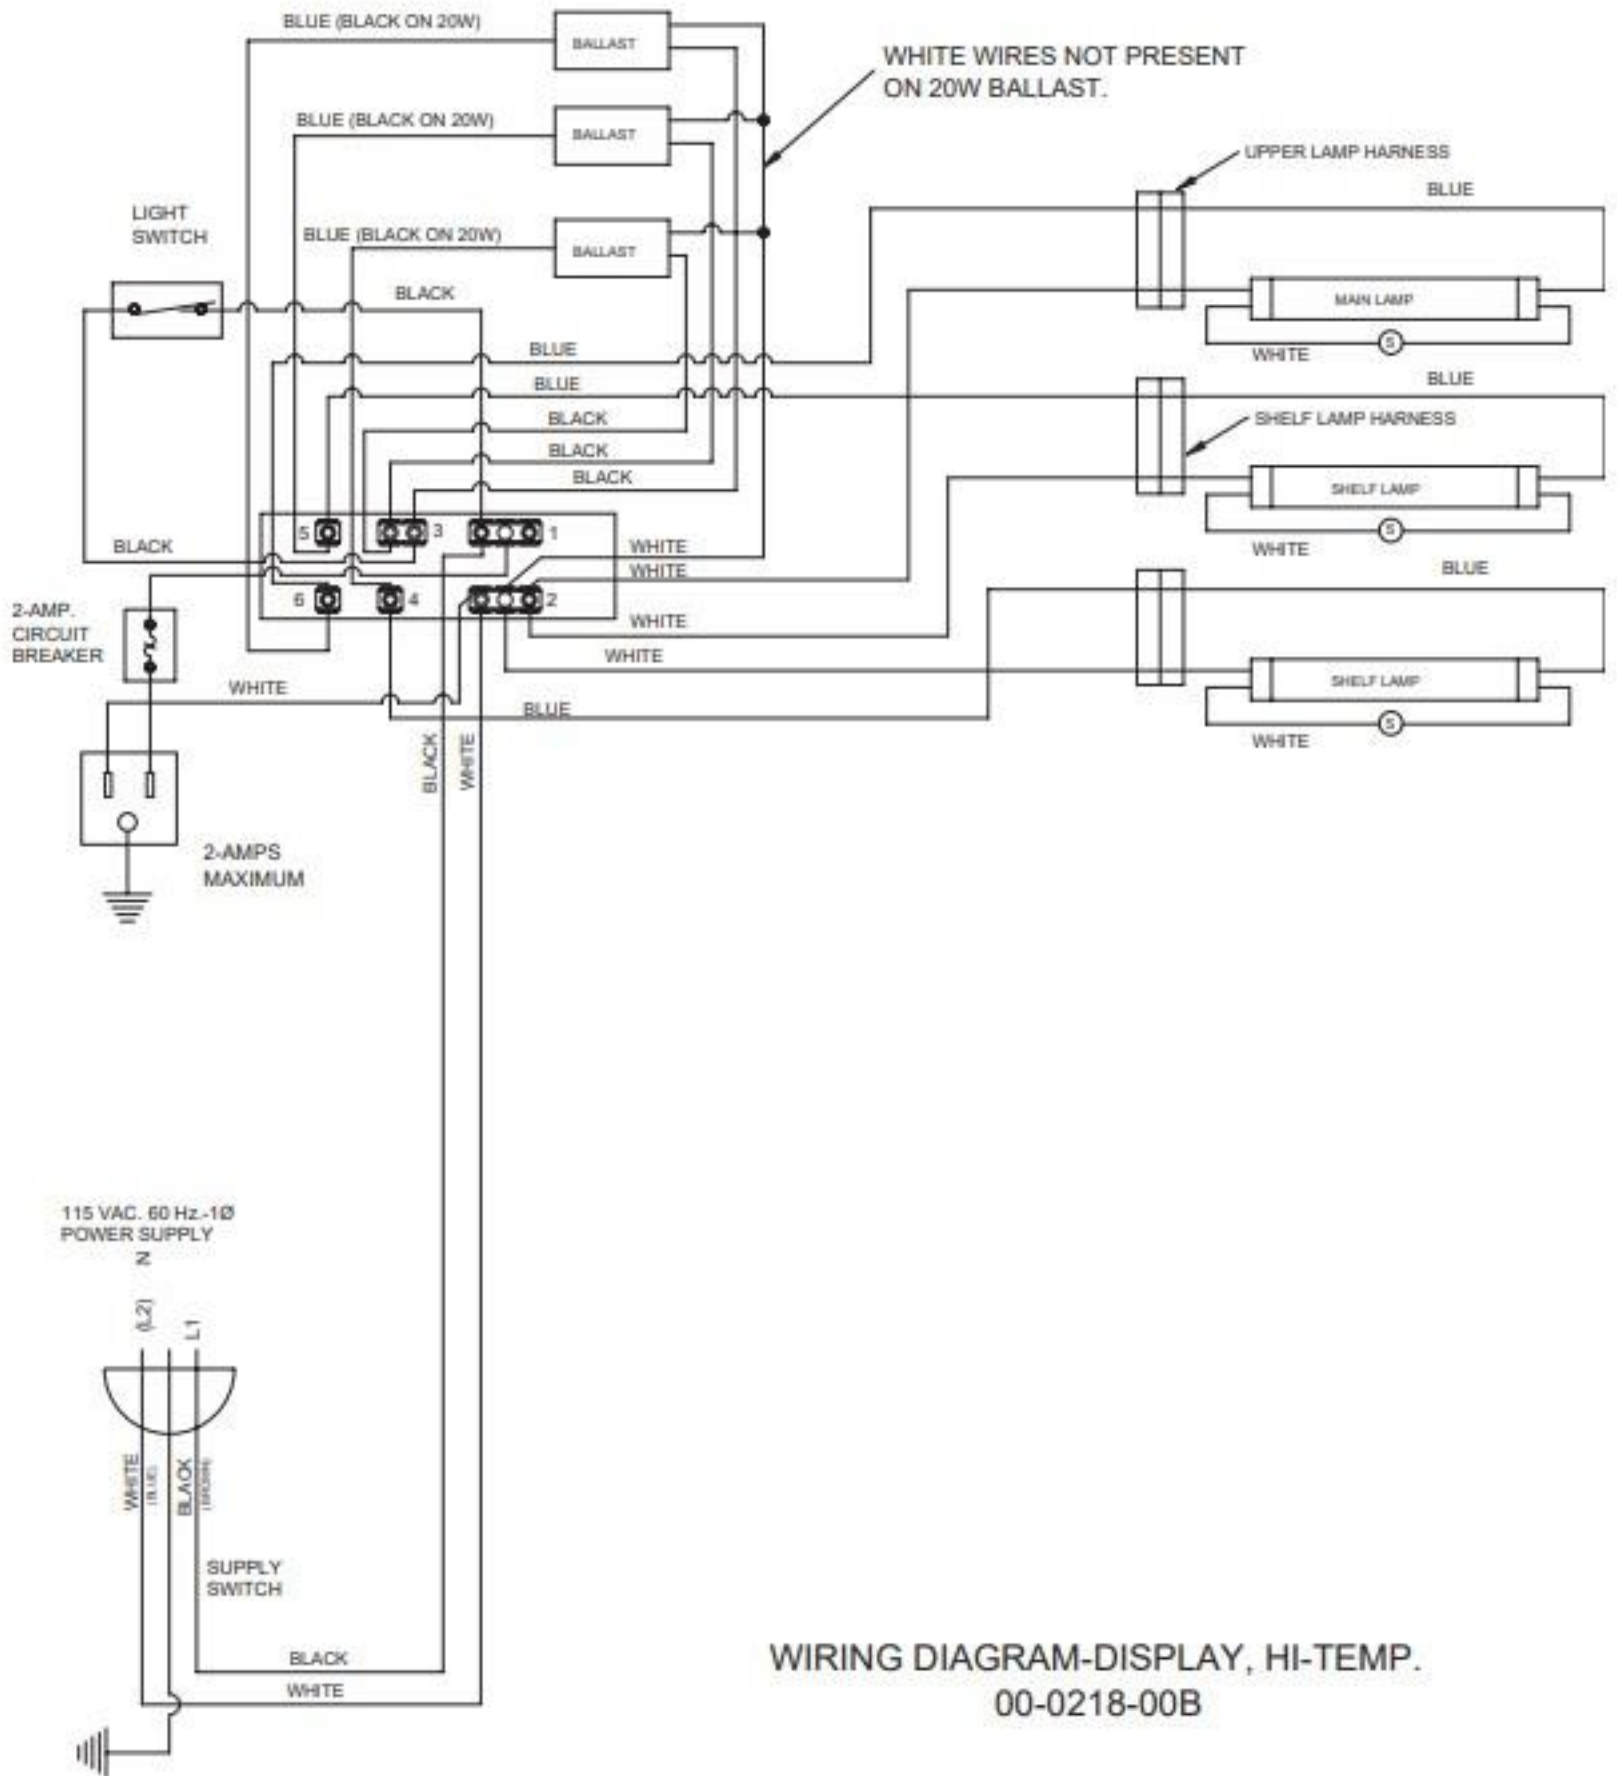 BLUE (BLACK ON 20W)
BALLAST
WHITE WIRES NOT PRESENT
ON 20W BALLAST.
BLUE (BLACK ON 20W)
BALLAST
UPPER LAMP HARNESS
BLUE
LIGHT
SWITCH
BLUE (BLACK ON 20W)
BALLAST
BLACK
MAIN LAMP
S
WHITE
BLUE
BLUE
BLUE
BLACK
SHELF LAMP HARNESS
BLACK
BLACK
SHELF LAMP
S
WHITE
5
3
1
BLACK
WHITE
WHITE
BLUE
6
4
2
2-AMP.
CIRCUIT
BREAKER
WHITE
WHITE
SHELF LAMP
S
WHITE
WHITE
BLUE
BLACK
WHITE
2-AMPS
MAXIMUM
115 VAC. 60 Hz.-1Ø
POWER SUPPLY
N
(L2)
L1
WHITE
(BLUE)
BLACK
(BROWN)
SUPPLY
SWITCH
BLACK
WHITE
WIRING DIAGRAM-DISPLAY, HI-TEMP.
00-0218-00B